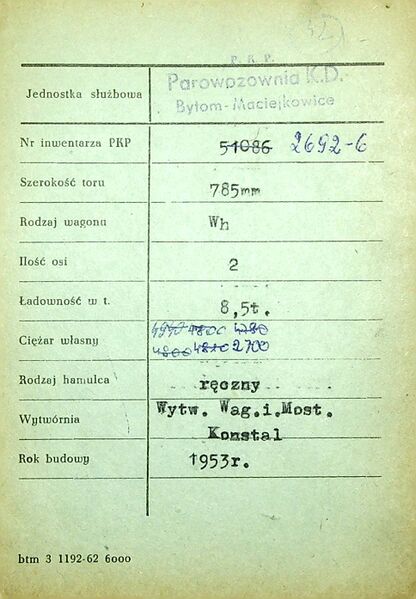 P. K. P.
Jednostka służbowa Parowozownia K.D.
Bytom-Maciejkowice
Nr inwentarza PKP 51086 2692-6
Szerokość toru 785mm
Rodzaj wagonu Wh
Ilość osi 2
Ładowność w t. 8,5t.
Ciężar własny 4800 2700
Rodzaj hamulca ręczny
Wytwórnia Wytw. Wag.i.Most.
Konstal
Rok budowy 1953r.
btm 3 1192-62 6000